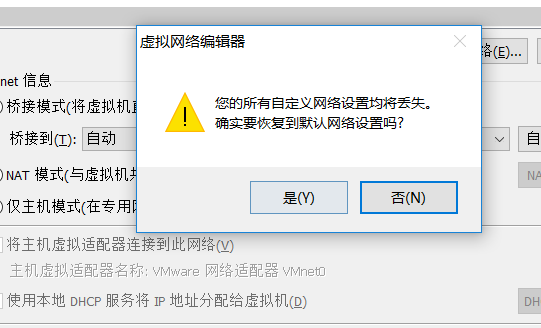 虚拟网络编辑器
络(E)...
net 信息
您的所有自定义网络设置均将丢失。
确实要恢复到默认网络设置吗?
桥接模式(将虚拟机
桥接到(T): 自动
自
NAT 模式(与虚拟机
NA
是(Y) 否(N)
仅主机模式(在专用网
将主机虚拟适配器连接到此网络(V)
主机虚拟适配器名称: VMware 网络适配器 VMnet0
使用本地 DHCP 服务将 IP 地址分配给虚拟机(D)
DH